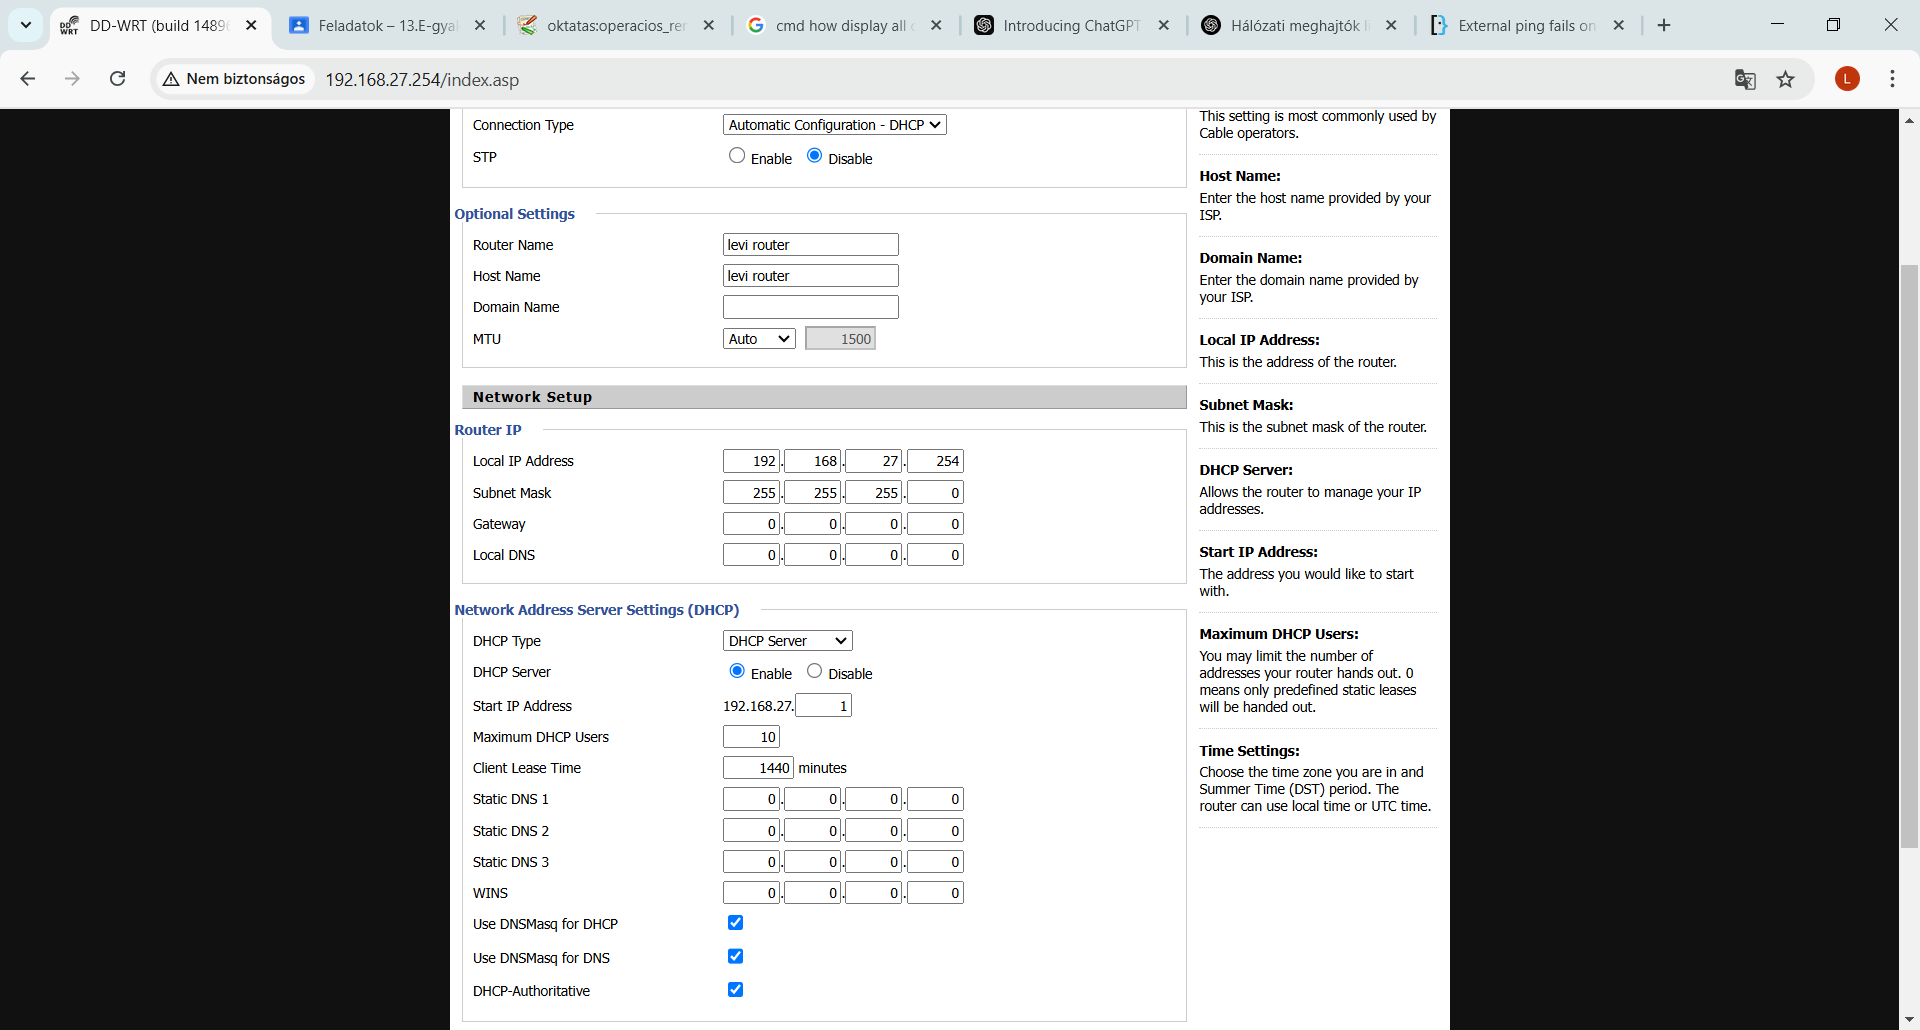 DD-WRT (build 1489
Feladatok – 13.E-gya
oktatas:operacios_rer
cmd how display all
Introducing ChatGPT
Hálózati meghajtók li
External ping fails on
Nem biztonságos
192.168.27.254/index.asp
L
Connection Type
Automatic Configuration - DHCP
STP
Enable
Disable
Optional Settings
Router Name
levi router
Host Name
levi router
Domain Name
MTU
Auto
1500
Network Setup
Router IP
Local IP Address
192.168.27.254
Subnet Mask
255.255.255.0
Gateway
0.0.0.0
Local DNS
0.0.0.0
Network Address Server Settings (DHCP)
DHCP Type
DHCP Server
DHCP Server
Enable
Disable
Start IP Address
192.168.27.1
Maximum DHCP Users
10
Client Lease Time
1440 minutes
Static DNS 1
0.0.0.0
Static DNS 2
0.0.0.0
Static DNS 3
0.0.0.0
WINS
0.0.0.0
Use DNSMasq for DHCP
Use DNSMasq for DNS
DHCP-Authoritative
This setting is most commonly used by
Cable operators.
Host Name:
Enter the host name provided by your
ISP.
Domain Name:
Enter the domain name provided by
your ISP.
Local IP Address:
This is the address of the router.
Subnet Mask:
This is the subnet mask of the router.
DHCP Server:
Allows the router to manage your IP
addresses.
Start IP Address:
The address you would like to start
with.
Maximum DHCP Users:
You may limit the number of
addresses your router hands out. 0
means only predefined static leases
will be handed out.
Time Settings:
Choose the time zone you are in and
Summer Time (DST) period. The
router can use local time or UTC time.